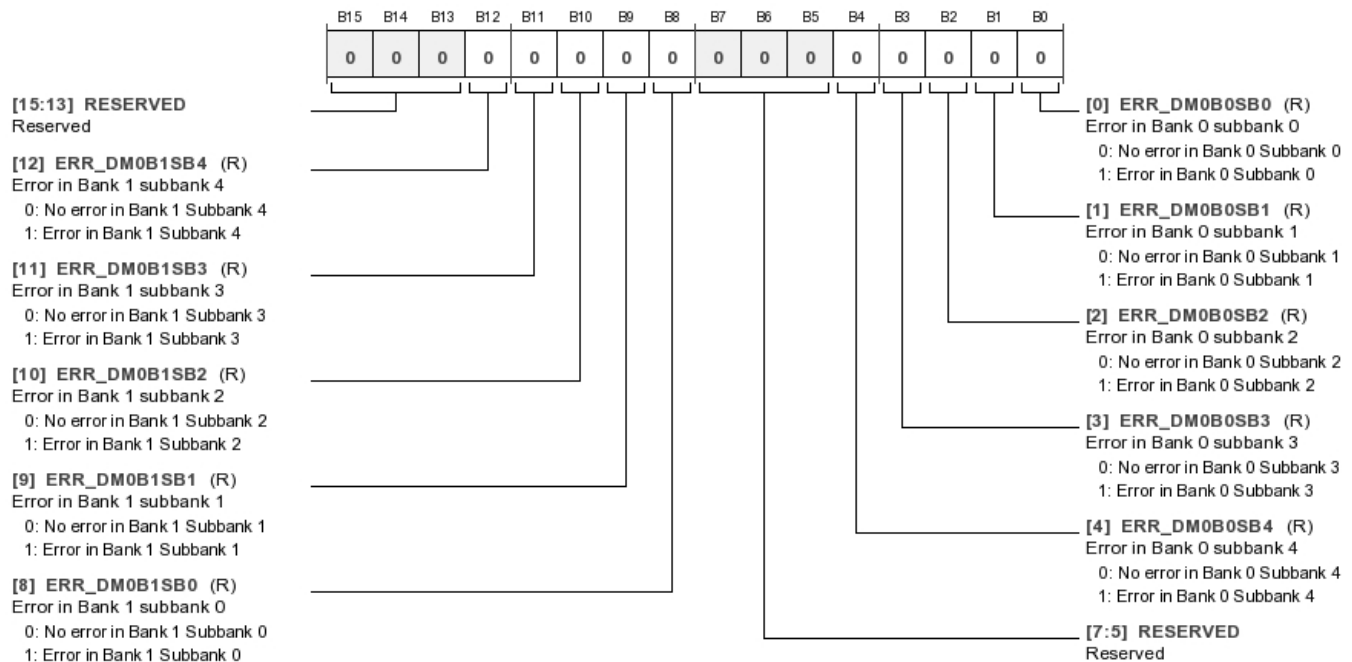 B15 B14 B13 B12 B11 B10 B9 B8 B7 B6 B5 B4 B3 B2 B1 B0
0 0 0 0 0 0 0 0 0 0 0 0 0 0 0 0
[15:13] RESERVED
Reserved
[12] ERR_DM0B1SB4 (R)
Error in Bank 1 subbank 4
0: No error in Bank 1 Subbank 4
1: Error in Bank 1 Subbank 4
[11] ERR_DM0B1SB3 (R)
Error in Bank 1 subbank 3
0: No error in Bank 1 Subbank 3
1: Error in Bank 1 Subbank 3
[10] ERR_DM0B1SB2 (R)
Error in Bank 1 subbank 2
0: No error in Bank 1 Subbank 2
1: Error in Bank 1 Subbank 2
[9] ERR_DM0B1SB1 (R)
Error in Bank 1 subbank 1
0: No error in Bank 1 Subbank 1
1: Error in Bank 1 Subbank 1
[8] ERR_DM0B1SB0 (R)
Error in Bank 1 subbank 0
0: No error in Bank 1 Subbank 0
1: Error in Bank 1 Subbank 0
[0] ERR_DM0B0SB0 (R)
Error in Bank 0 subbank 0
0: No error in Bank 0 Subbank 0
1: Error in Bank 0 Subbank 0
[1] ERR_DM0B0SB1 (R)
Error in Bank 0 subbank 1
0: No error in Bank 0 Subbank 1
1: Error in Bank 0 Subbank 1
[2] ERR_DM0B0SB2 (R)
Error in Bank 0 subbank 2
0: No error in Bank 0 Subbank 2
1: Error in Bank 0 Subbank 2
[3] ERR_DM0B0SB3 (R)
Error in Bank 0 subbank 3
0: No error in Bank 0 Subbank 3
1: Error in Bank 0 Subbank 3
[4] ERR_DM0B0SB4 (R)
Error in Bank 0 subbank 4
0: No error in Bank 0 Subbank 4
1: Error in Bank 0 Subbank 4
[7:5] RESERVED
Reserved